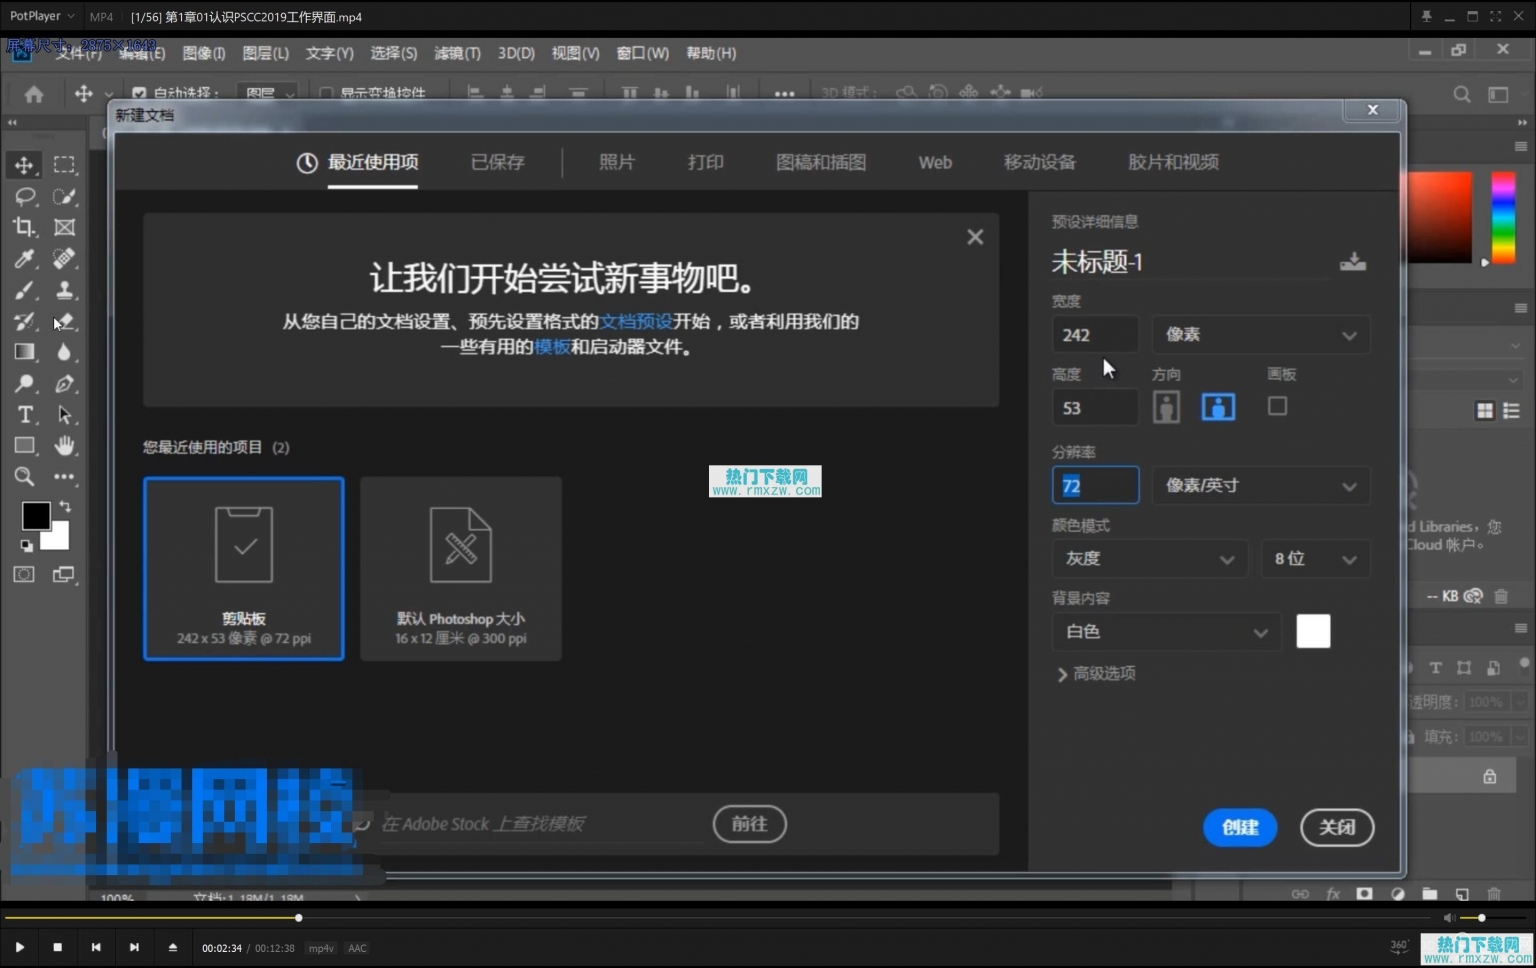 PotPlayer MP4 [1/56] 第1章01认识PSCC2019工作界面.mp4
屏幕尺寸: 2875×1643
Ps 文件(F) 编辑(E) 图像(I) 图层(L) 文字(Y) 选择(S) 滤镜(T) 3D(D) 视图(V) 窗口(W) 帮助(H)
自动选择: 图层 显示变换控件 3D 模式:
新建文档
最近使用项 已保存 照片 打印 图稿和插图 Web 移动设备 胶片和视频
让我们开始尝试新事物吧。
从您自己的文档设置、预先设置格式的文档预设开始，或者利用我们的
一些有用的模板和启动器文件。
您最近使用的项目 (2)
剪贴板
242 x 53 像素 @ 72 ppi
默认 Photoshop 大小
16 x 12 厘米 @ 300 ppi
在 Adobe Stock 上查找模板 前往
预设详细信息
未标题-1
宽度
242 像素
高度 方向 画板
53
分辨率
72 像素/英寸
颜色模式
灰度 8 位
背景内容
白色
高级选项
创建 关闭
热门下载网
www.rmxzw.com
d Libraries，您
Cloud 帐户。
-- KB
透明度: 100%
填充: 100%
100% 文档:1.18M/1.18M
fx
00:02:34 / 00:12:38 mp4v AAC
360°
热门下载网
www.rmxzw.com